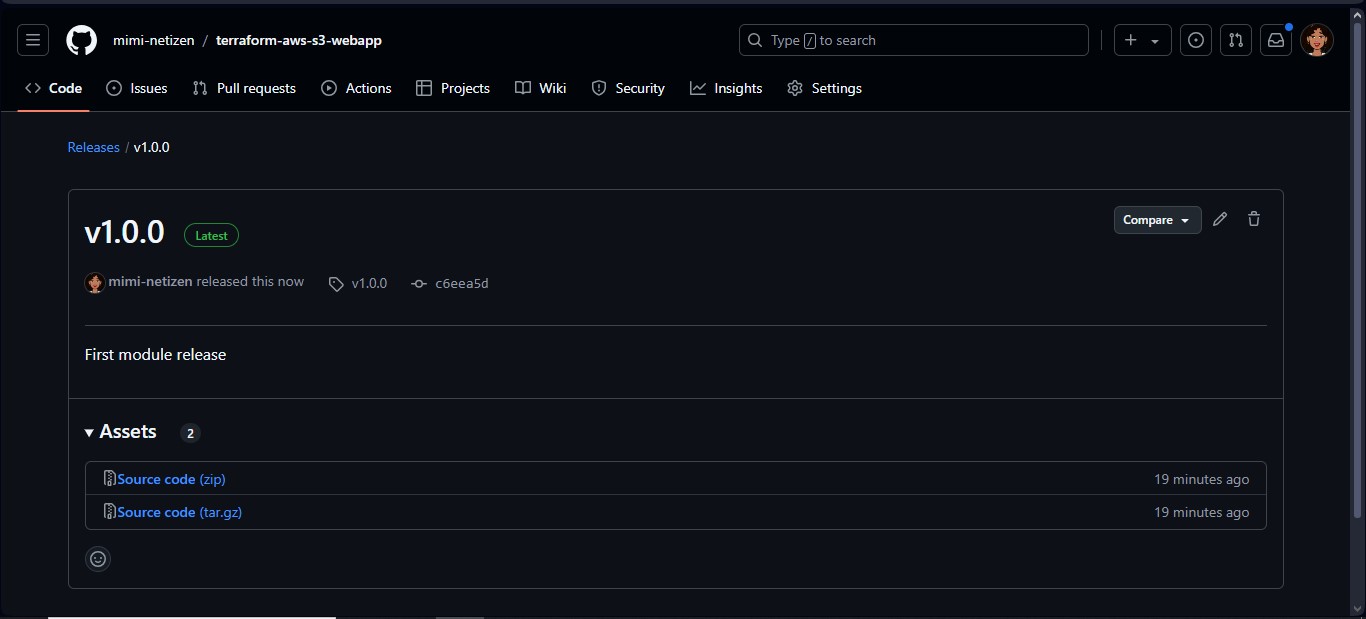 mimi-netizen / terraform-aws-s3-webapp
Type / to search
Code Issues Pull requests Actions Projects Wiki Security Insights Settings
Releases / v1.0.0
v1.0.0 Latest
Compare
mimi-netizen released this now v1.0.0 c6eea5d
First module release
Assets 2
Source code (zip) 19 minutes ago
Source code (tar.gz) 19 minutes ago